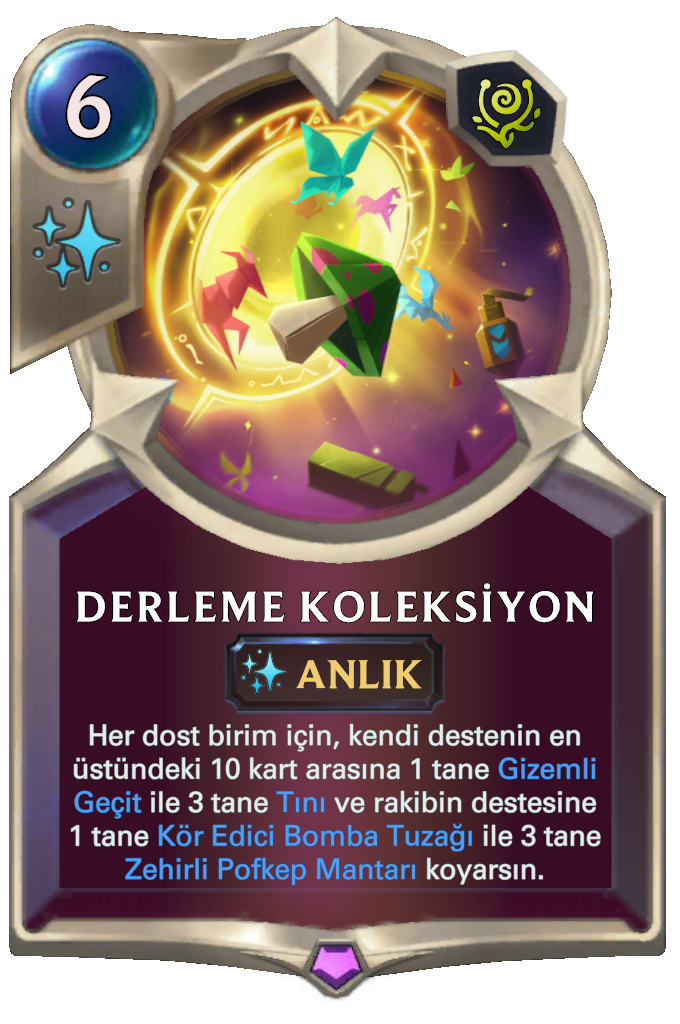 6
DERLEME KOLEKSİYON
ANLIK
Her dost birim için, kendi destenin en
üstündeki 10 kart arasına 1 tane Gizemli
Geçit ile 3 tane Tını ve rakibin destesine
1 tane Kör Edici Bomba Tuzağı ile 3 tane
Zehirli Pofkep Mantarı koyarsın.